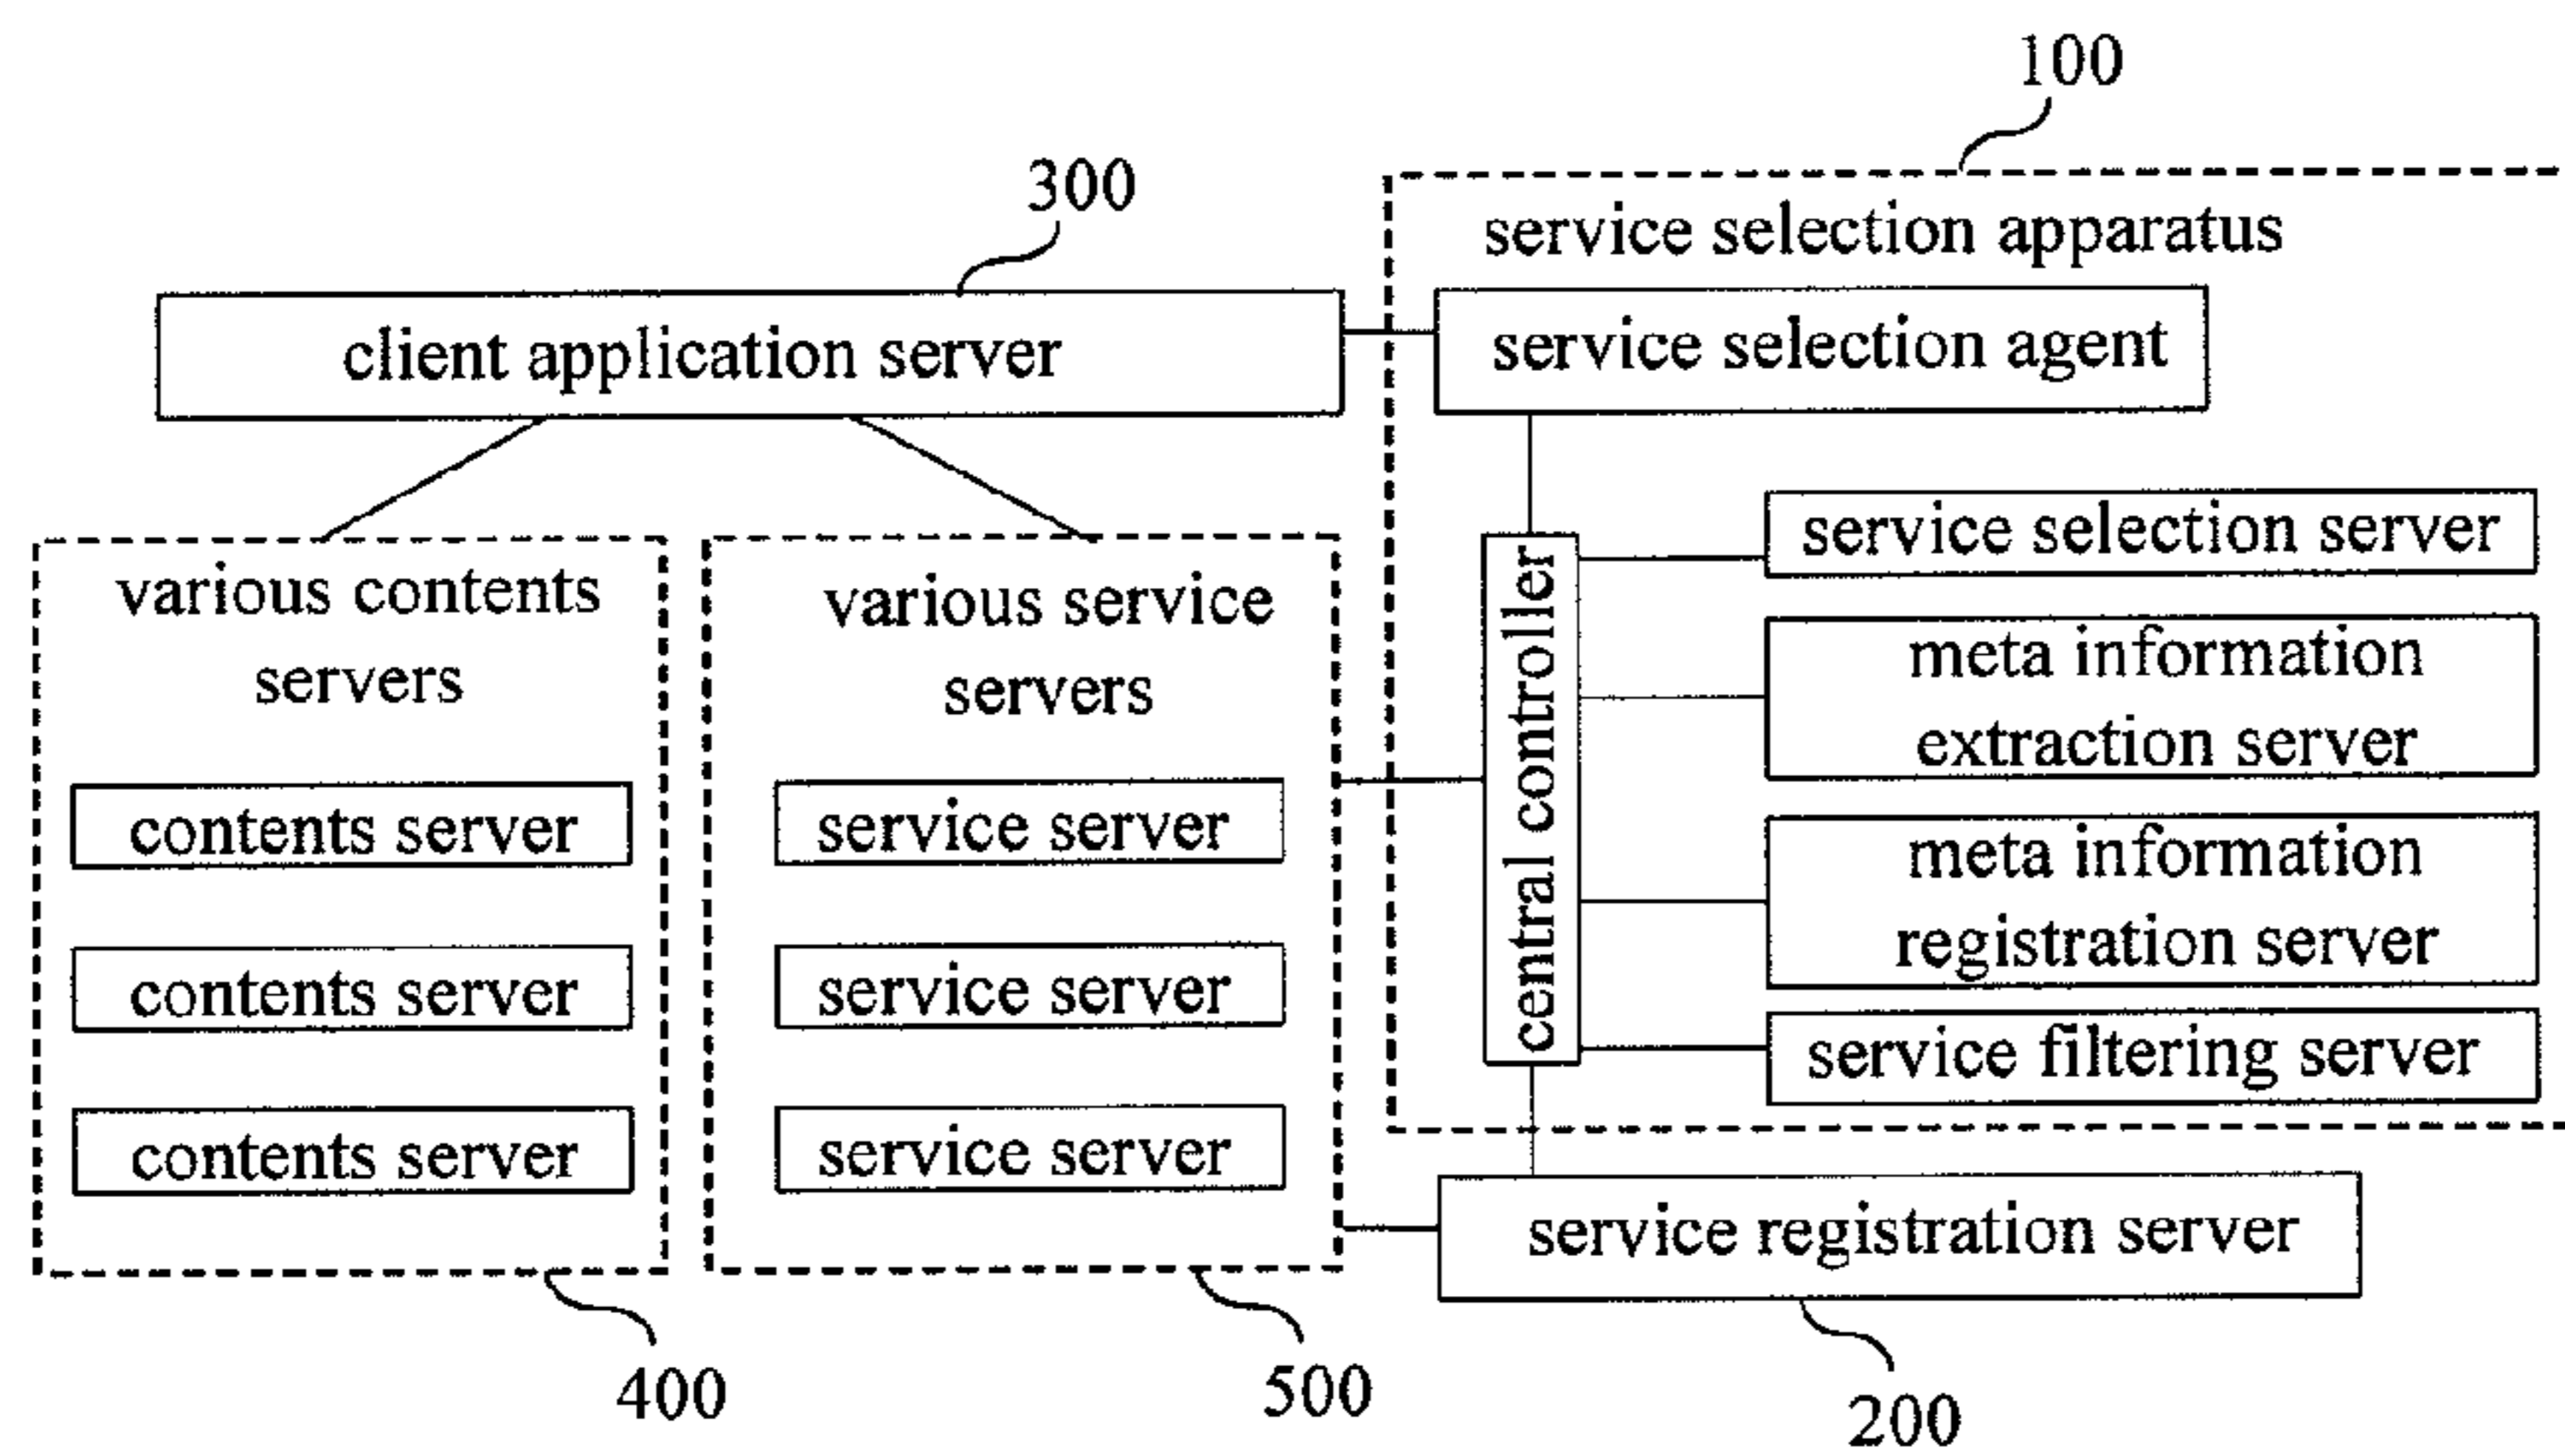 100
300
service selection apparatus
client application server
service selection agent
various contents
servers
contents server
contents server
contents server
various service
servers
service server
service server
service server
central controller
service selection server
meta information
extraction server
meta information
registration server
service filtering server
service registration server
400
500
200